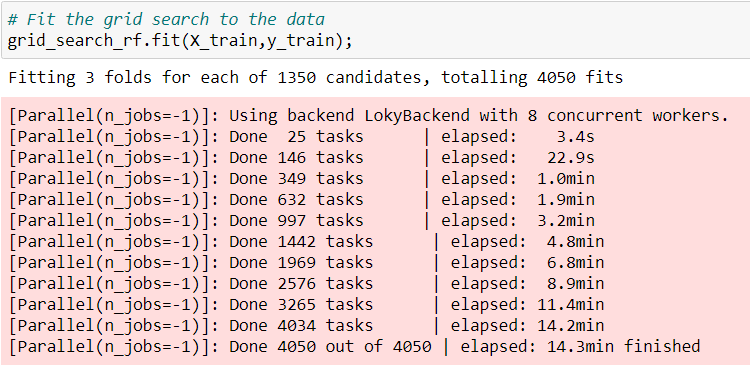 # Fit the grid search to the data
grid_search_rf.fit(X_train,y_train);
Fitting 3 folds for each of 1350 candidates, totalling 4050 fits
[Parallel(n_jobs=-1)]: Using backend LokyBackend with 8 concurrent workers.
[Parallel(n_jobs=-1)]: Done  25 tasks      | elapsed:    3.4s
[Parallel(n_jobs=-1)]: Done 146 tasks      | elapsed:   22.9s
[Parallel(n_jobs=-1)]: Done 349 tasks      | elapsed:  1.0min
[Parallel(n_jobs=-1)]: Done 632 tasks      | elapsed:  1.9min
[Parallel(n_jobs=-1)]: Done 997 tasks      | elapsed:  3.2min
[Parallel(n_jobs=-1)]: Done 1442 tasks      | elapsed:  4.8min
[Parallel(n_jobs=-1)]: Done 1969 tasks      | elapsed:  6.8min
[Parallel(n_jobs=-1)]: Done 2576 tasks      | elapsed:  8.9min
[Parallel(n_jobs=-1)]: Done 3265 tasks      | elapsed: 11.4min
[Parallel(n_jobs=-1)]: Done 4034 tasks      | elapsed: 14.2min
[Parallel(n_jobs=-1)]: Done 4050 out of 4050 | elapsed: 14.3min finished